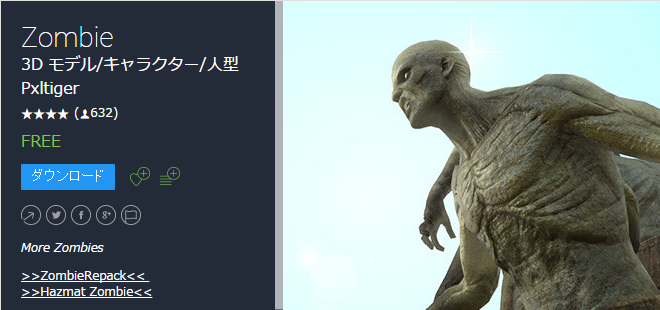 Zombie
3D モデル/キャラクター/人型
Pxltiger
★★★★ (632)
FREE
ダウンロード
More Zombies
>>ZombieRepack<<
>>Hazmat Zombie<<